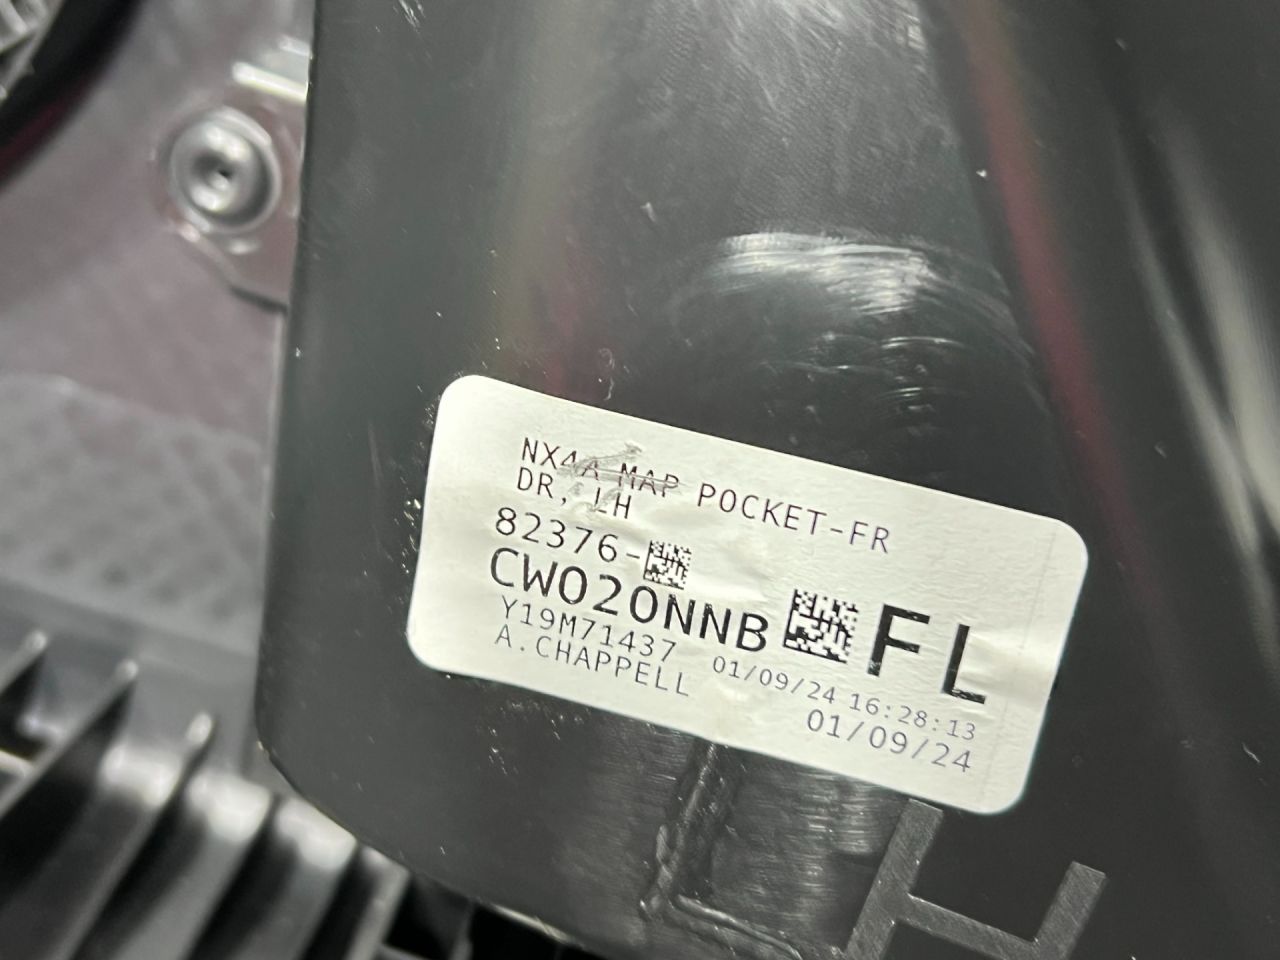 NX4A MAP POCKET-FR
DR, LH
82376-
CW020NNB
FL
Y19M71437
A.CHAPPELL
01/09/24 16:28:13
01/09/24